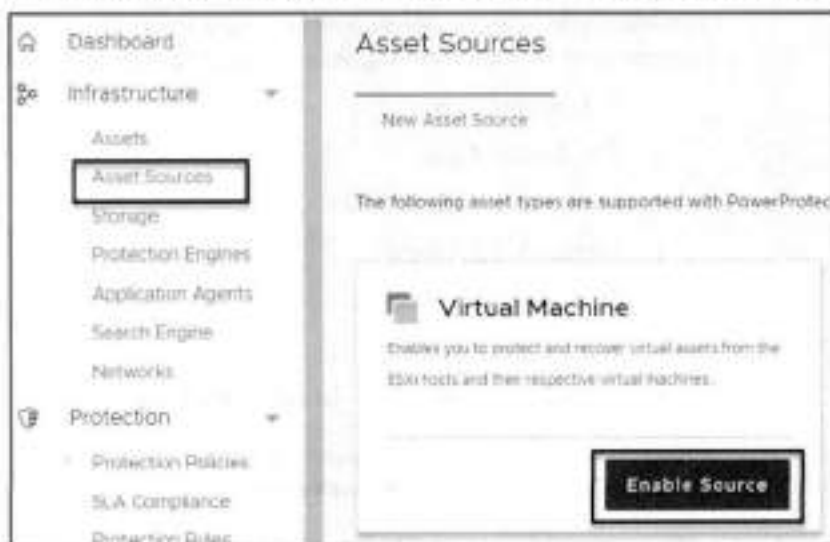 Dashboard
Infrastructure
Assets
Asset Sources
Storage
Protection Engines
Application Agents
Search Engine
Networks
Protection
Protection Policies
SLA Compliance
Protection Rules
Asset Sources
New Asset Source
The following asset types are supported with PowerProtec
Virtual Machine
Enables you to protect and recover virtual assets from the
ESXi hosts and their respective virtual machines.
Enable Source